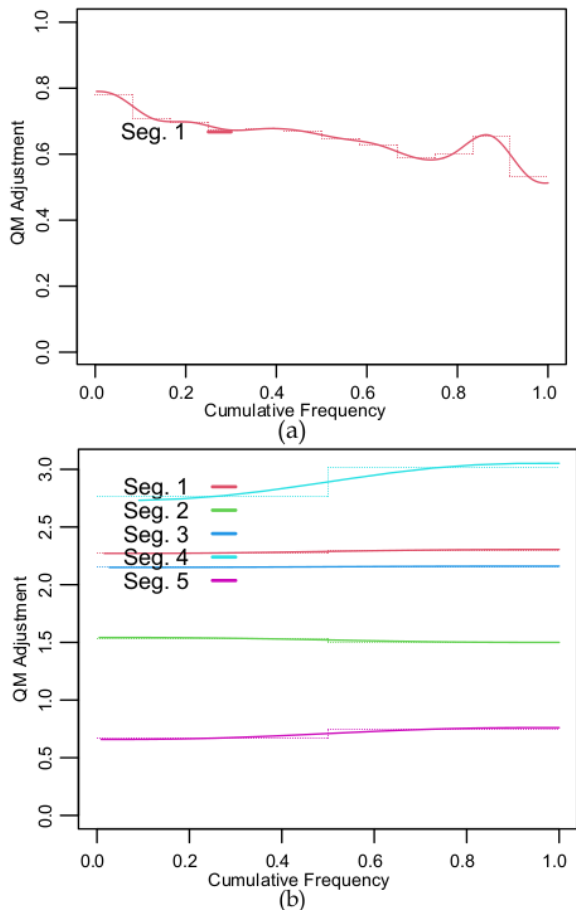 1.0
0.8
0.6
0.4
0.2
0.0
QM Adjustment
Seg. 1
0.0 0.2 0.4 0.6 0.8 1.0
Cumulative Frequency
(a)
3.0
2.5
2.0
1.5
1.0
0.5
0.0
QM Adjustment
Seg. 1
Seg. 2
Seg. 3
Seg. 4
Seg. 5
0.0 0.2 0.4 0.6 0.8 1.0
Cumulative Frequency
(b)